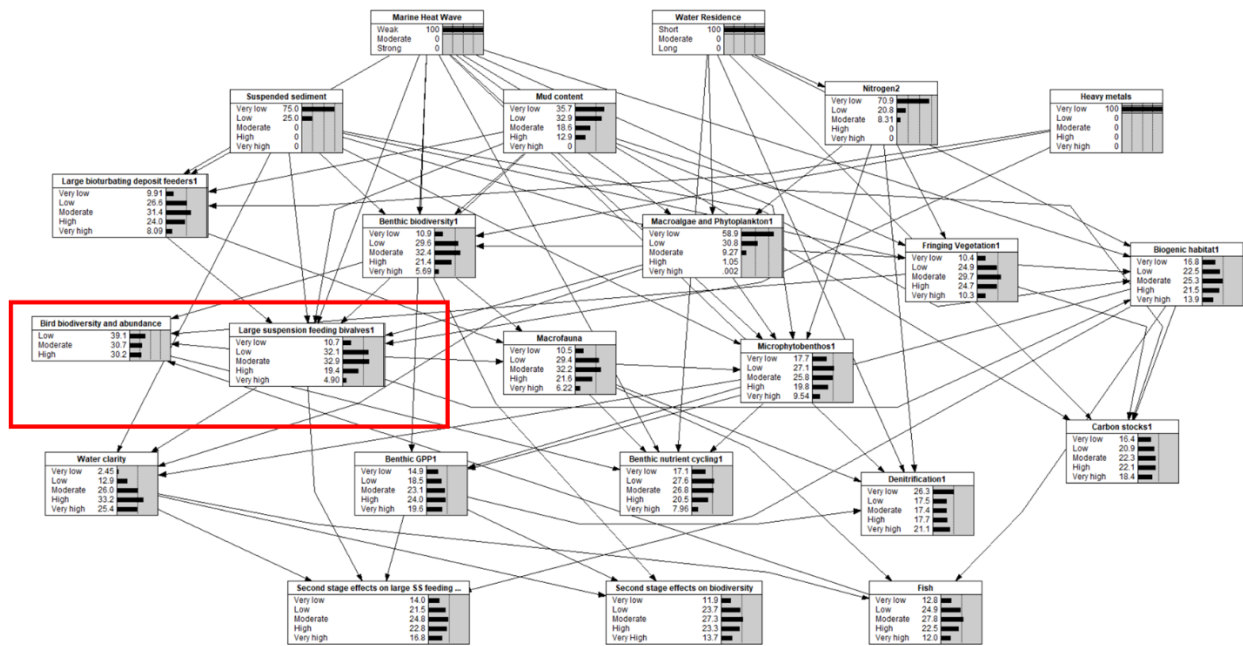 Marine Heat Wave
Weak 100
Moderate 0
Strong 0
Water Residence
Short 100
Moderate 0
Long 0
Suspended sediment
Very low 75.0
Low 25.0
Moderate 0
High 0
Very high 0
Mud content
Very low 35.7
Low 32.9
Moderate 18.6
High 12.9
Very high 0
Nitrogen2
Very low 70.9
Low 20.8
Moderate 8.31
High 0
Very high 0
Heavy metals
Very low 100
Low 0
Moderate 0
High 0
Very high 0
Large bioturbating deposit feeders1
Very low 9.91
Low 26.6
Moderate 31.4
High 24.0
Very high 8.09
Benthic biodiversity1
Very low 10.9
Low 29.6
Moderate 32.4
High 21.4
Very high 5.69
Macroalgae and Phytoplankton1
Very low 58.9
Low 30.8
Moderate 9.27
High 1.05
Very high .002
Fringing Vegetation1
Very low 10.4
Low 24.9
Moderate 29.7
High 24.7
Very high 10.3
Biogenic habitat1
Very low 16.8
Low 22.5
Moderate 25.3
High 21.5
Very high 13.9
Bird biodiversity and abundance
Low 39.1
Moderate 30.7
High 30.2
Large suspension feeding bivalves1
Very low 10.7
Low 32.1
Moderate 32.9
High 19.4
Very high 4.90
Macrofauna
Very low 10.5
Low 29.4
Moderate 32.2
High 21.6
Very high 6.22
Microphytobenthos1
Very low 17.7
Low 27.1
Moderate 25.8
High 19.8
Very high 9.54
Carbon stocks1
Very low 16.4
Low 20.9
Moderate 22.3
High 22.1
Very high 18.4
Water clarity
Very low 2.45
Low 12.9
Moderate 26.0
High 33.2
Very high 25.4
Benthic GPP1
Very low 14.9
Low 18.5
Moderate 23.1
High 24.0
Very high 19.6
Benthic nutrient cycling1
Very low 17.1
Low 27.6
Moderate 26.8
High 20.5
Very high 7.96
Denitrification1
Very low 26.3
Low 17.5
Moderate 17.4
High 17.7
Very high 21.1
Second stage effects on large SS feeding ...
Very low 14.0
Low 21.5
Moderate 24.8
High 22.8
Very high 16.8
Second stage effects on biodiversity
Very low 11.9
Low 23.7
Moderate 27.3
High 23.3
Very high 13.7
Fish
Very low 12.8
Low 24.9
Moderate 27.8
High 22.5
Very high 12.0